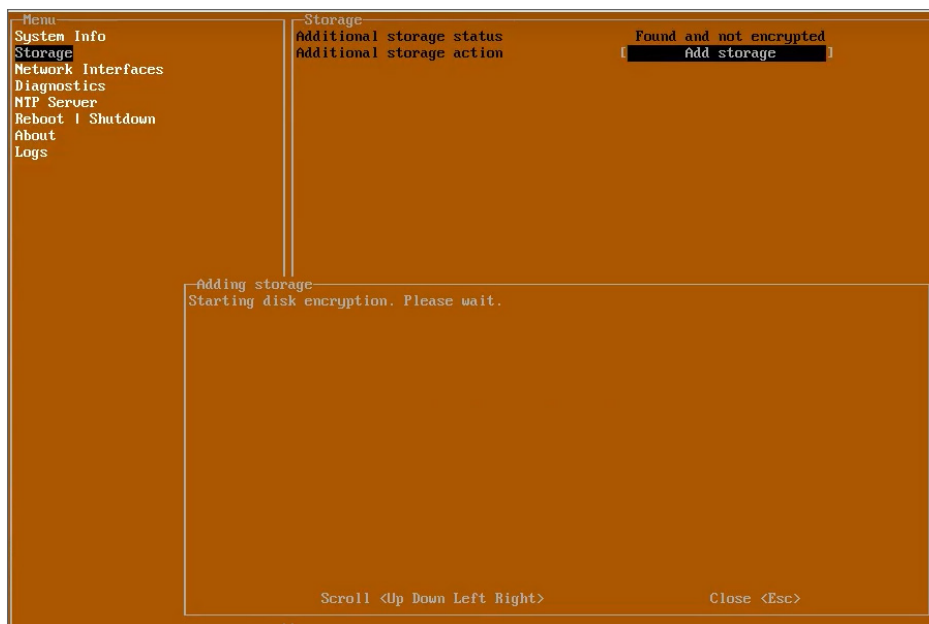 Menu
System Info
Storage
Network Interfaces
Diagnostics
NTP Server
Reboot | Shutdown
About
Logs
Storage
Additional storage status Found and not encrypted
Additional storage action [ Add storage ]
Adding storage
Starting disk encryption. Please wait.
Scroll <Up Down Left Right> Close <Esc>